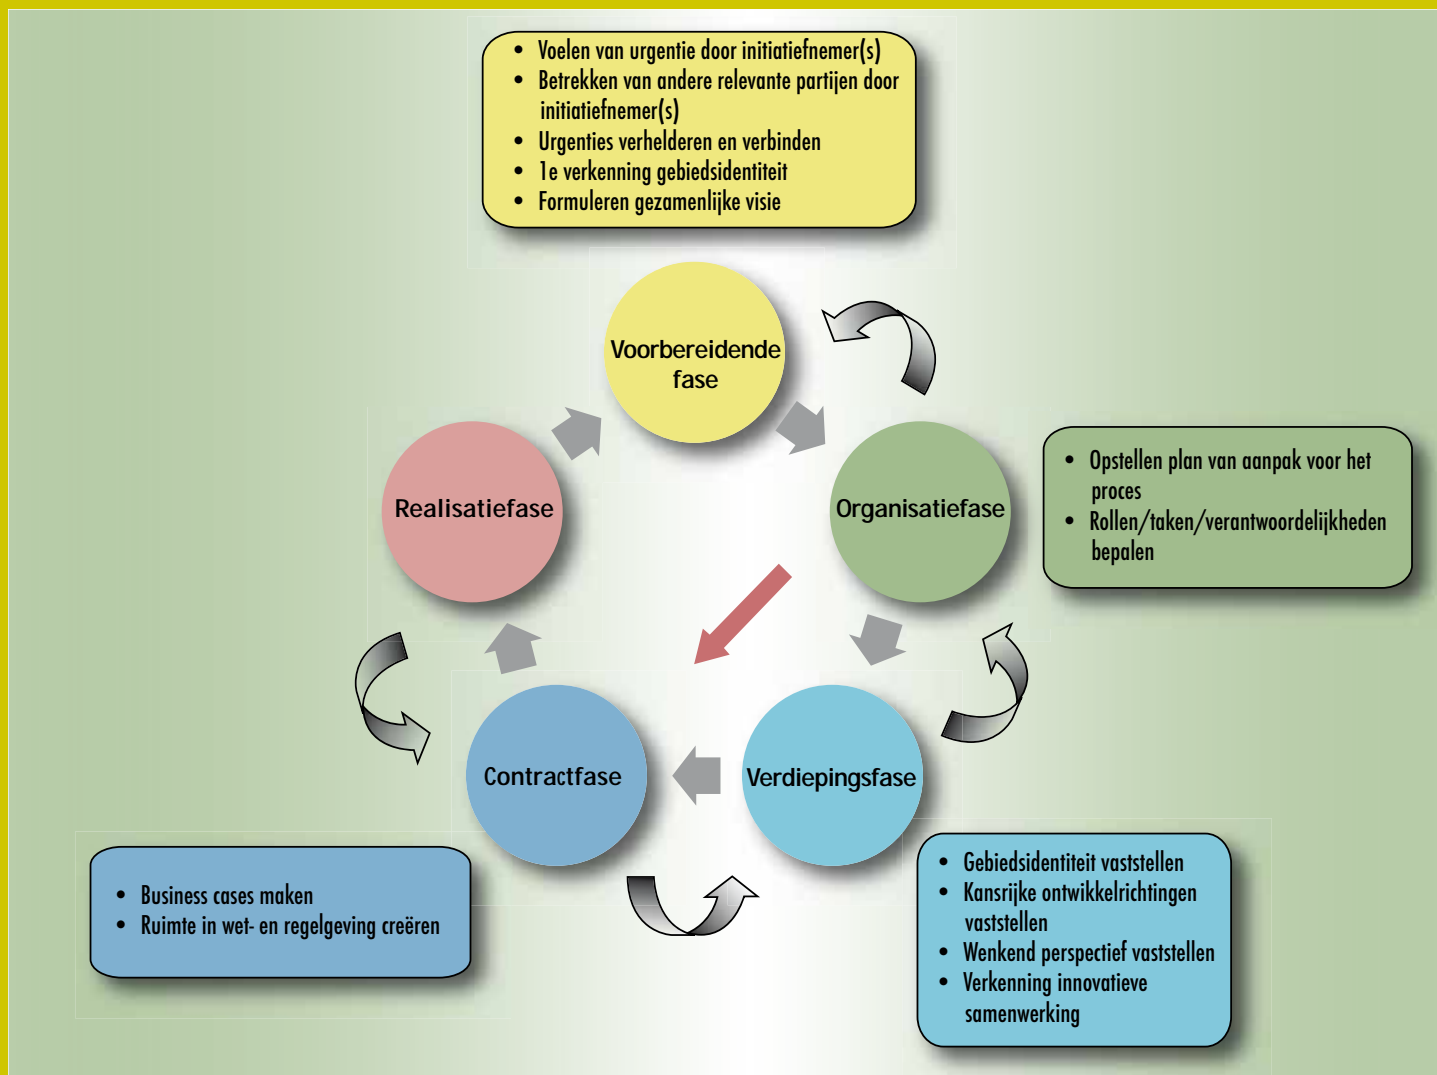 • Voelen van urgentie door initiatiefnemer(s)
• Betrekken van andere relevante partijen door
initiatiefnemer(s)
• Urgenties verhelderen en verbinden
• 1e verkenning gebiedsidentiteit
• Formuleren gezamenlijke visie
Voorbereidende
fase
Realisatiefase
Organisatiefase
• Opstellen plan van aanpak voor het
proces
• Rollen/taken/verantwoordelijkheden
bepalen
Contractfase
Verdiepingsfase
• Business cases maken
• Ruimte in wet- en regelgeving creëren
• Gebiedsidentiteit vaststellen
• Kansrijke ontwikkelrichtingen
vaststellen
• Wenkend perspectief vaststellen
• Verkenning innovatieve
samenwerking